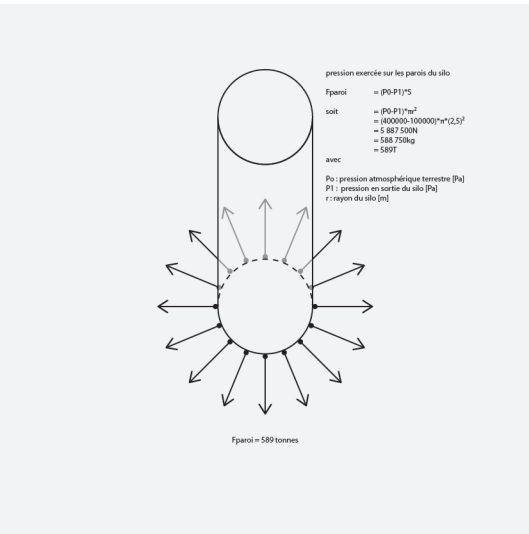 pression exercée sur les parois du silo
Fparoi = (P0-P1)*S
soit = (P0-P1)*πr²
= (400000-100000)*π*(2,5)²
= 5 887 500N
= 588 750kg
= 589T
avec
Po : pression atmosphérique terrestre [Pa]
P1 : pression en sortie du silo [Pa]
r : rayon du silo [m]
Fparoi = 589 tonnes